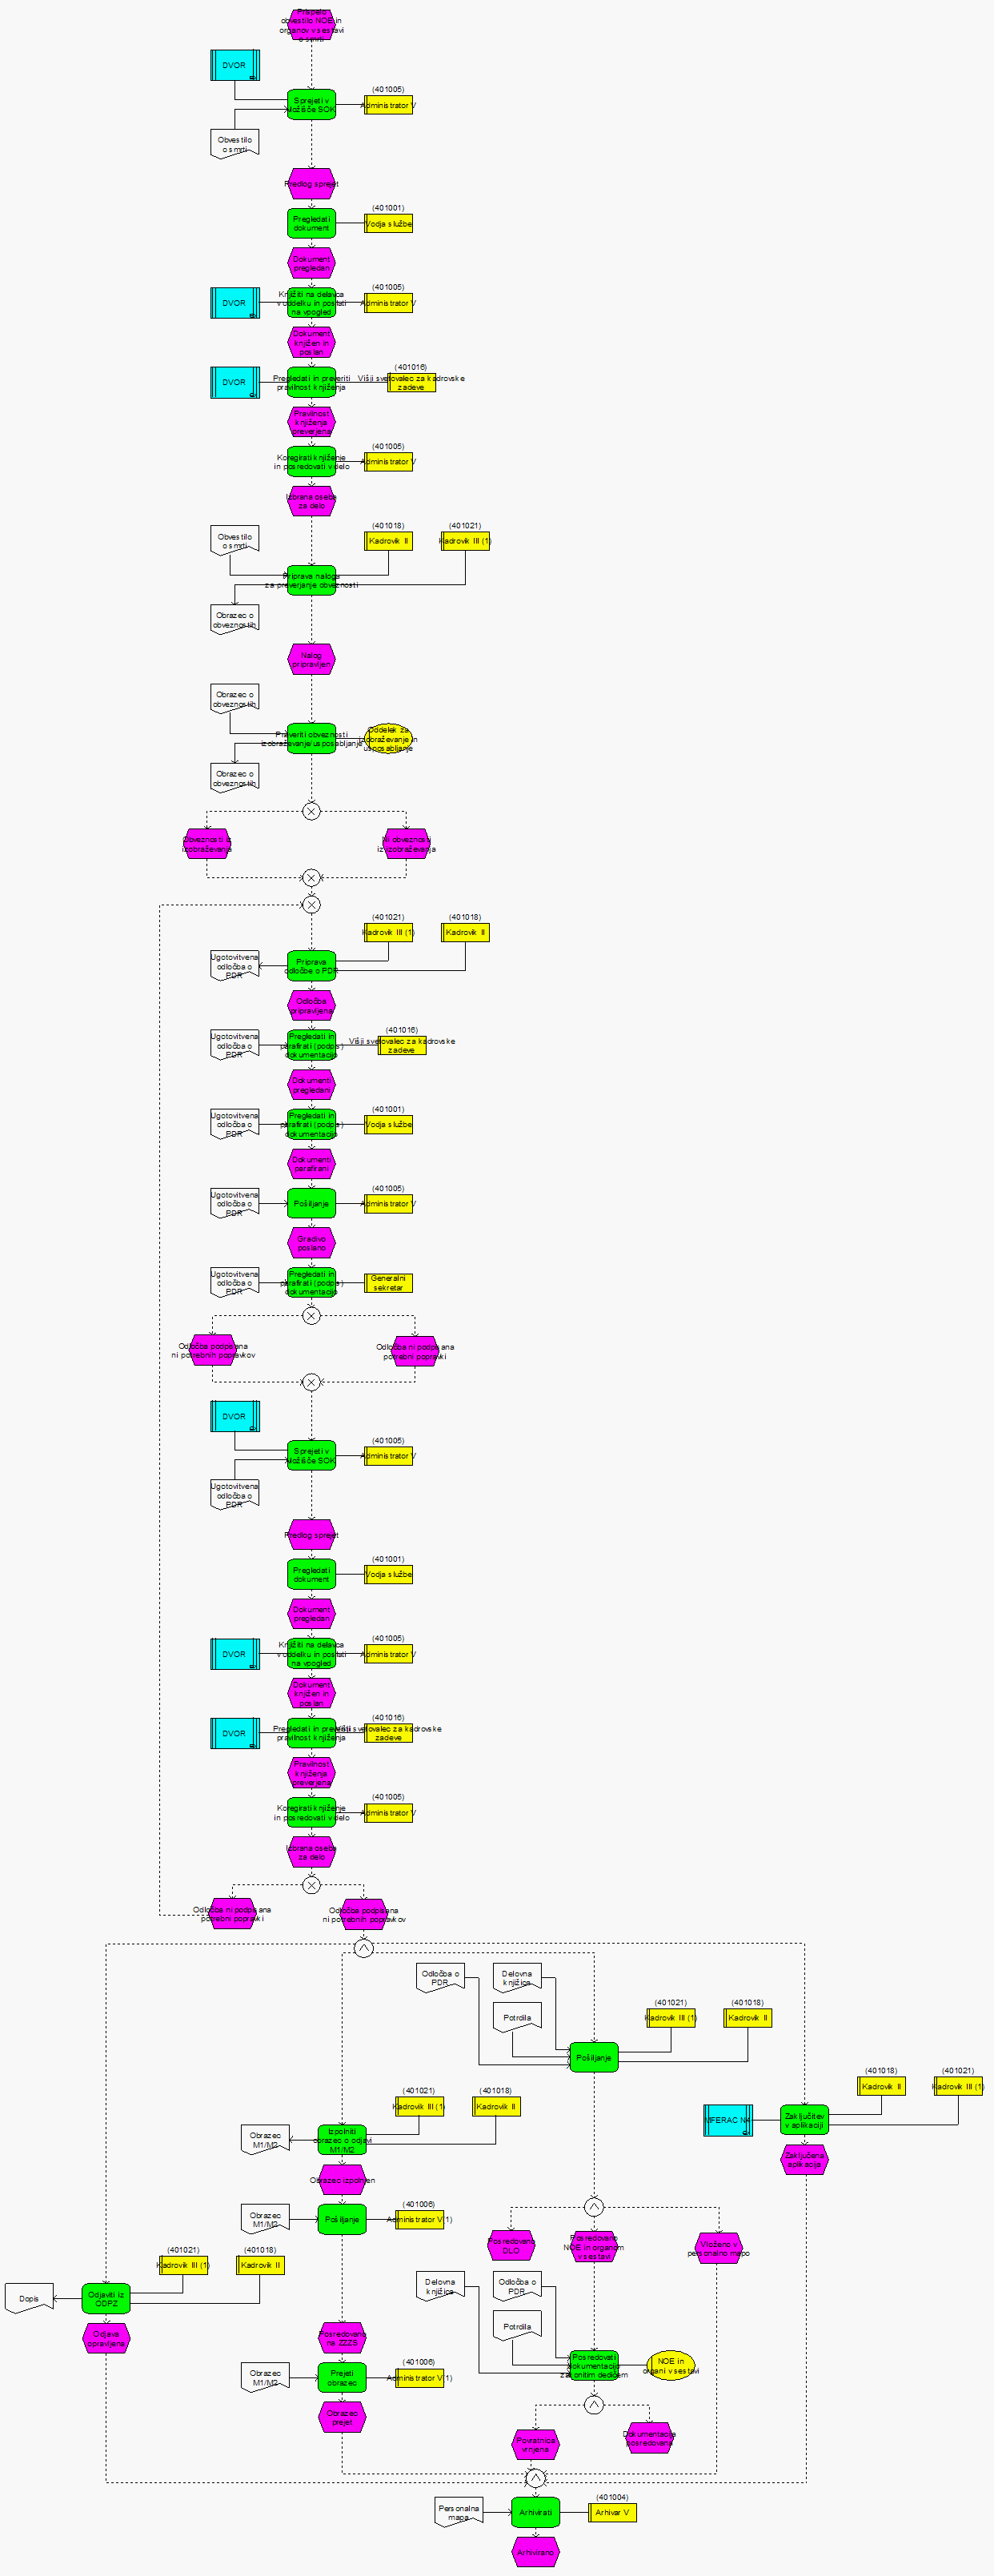 Prispelo
obvestilo NOE in
organov v sestavi
o smrti
DVOR
Sprejeti v
ložišče SOK
(401005)
Administrator V
Obvestilo
o smrti
Predlog sprejet
Pregledati
dokument
(401001)
Vodja službe
Dokument
pregledan
DVOR
Knjižiti na delavca
v oddelku in poslati
na vpogled
(401005)
Administrator V
Dokument
knjižen in
poslan
DVOR
Pregledati in preveriti
pravilnost knjiženja
(401016)
Višji svetovalec za kadrovske
zadeve
Pravilnost
knjiženja
preverjena
Koregirati knjiženje
in posredovati v delo
(401005)
Administrator V
Izbrana oseba
za delo
Obvestilo
o smrti
(401018)
Kadrovik II
(401021)
Kadrovik III (1)
Priprava naloga
za preverjanje obveznosti
Obrazec o
obveznostih
Nalog
pripravljen
Obrazec o
obveznostih
Preveriti obveznosti
izobraževanje/usposabljanje
Oddelek za
izobraževanje in
usposabljanje
Obrazec o
obveznostih
Obveznosti iz
izobraževanja
Ni obveznosti
iz izobraževanja
(401021)
Kadrovik III (1)
(401018)
Kadrovik II
Ugotovitvena
odločba o
PDR
Priprava
odločbe o PDR
Odločba
pripravljena
Ugotovitvena
odločba o
PDR
Pregledati in
parafirati (podpis)
dokumentacijo
(401016)
Višji svetovalec za kadrovske
zadeve
Dokumenti
pregledani
Ugotovitvena
odločba o
PDR
Pregledati in
parafirati (podpis)
dokumentacijo
(401001)
Vodja službe
Dokumenti
parafirani
Ugotovitvena
odločba o
PDR
Pošiljanje
(401005)
Administrator V
Gradivo
poslano
Ugotovitvena
odločba o
PDR
Pregledati in
parafirati (podpis)
dokumentacijo
Generalni
sekretar
Odločba podpisana
ni potrebnih popravkov
Odločba ni podpisana
potrebni popravki
DVOR
Sprejeti v
ložišče SOK
(401005)
Administrator V
Ugotovitvena
odločba o
PDR
Predlog sprejet
Pregledati
dokument
(401001)
Vodja službe
Dokument
pregledan
DVOR
Knjižiti na delavca
v oddelku in poslati
na vpogled
(401005)
Administrator V
Dokument
knjižen in
poslan
DVOR
Pregledati in preveriti
pravilnost knjiženja
(401016)
Višji svetovalec za kadrovske
zadeve
Pravilnost
knjiženja
preverjena
Koregirati knjiženje
in posredovati v delo
(401005)
Administrator V
Izbrana oseba
za delo
Odločba ni podpisana
potrebni popravki
Odločba podpisana
ni potrebnih popravkov
Odločba o
PDR
Delovna
knjižica
Potrdila
(401021)
Kadrovik III (1)
(401018)
Kadrovik II
Pošiljanje
(401018)
Kadrovik II
(401021)
Kadrovik III (1)
MFERAC N4
Zaključitev
v aplikaciji
Zaključena
aplikacija
(401021)
Kadrovik III (1)
(401018)
Kadrovik II
Obrazec
M1/M2
Izpolniti
obrazec o odjavi
M1/M2
Obrazec izpolnjen
Obrazec
M1/M2
Pošiljanje
(401006)
Administrator V(1)
Posredovano
DLO
Posredovano
NOE in organom
v sestavi
Vloženo v
personalno mapo
(401021)
Kadrovik III (1)
(401018)
Kadrovik II
Dopis
Odjaviti iz
ODPZ
Odjava
opravljena
Delovna
knjižica
Odločba o
PDR
Potrdila
Posredovano
na ZZZS
Posredovati
dokumentacijo
zakonitim dedičem
NOE in
organi v sestavi
Obrazec
M1/M2
Prejeti
obrazec
(401006)
Administrator V(1)
Obrazec
prejet
Povratnica
vrnjena
Dokumentacija
posredovana
Personalna
mapa
Arhivirati
(401004)
Arhivar V
Arhivirano